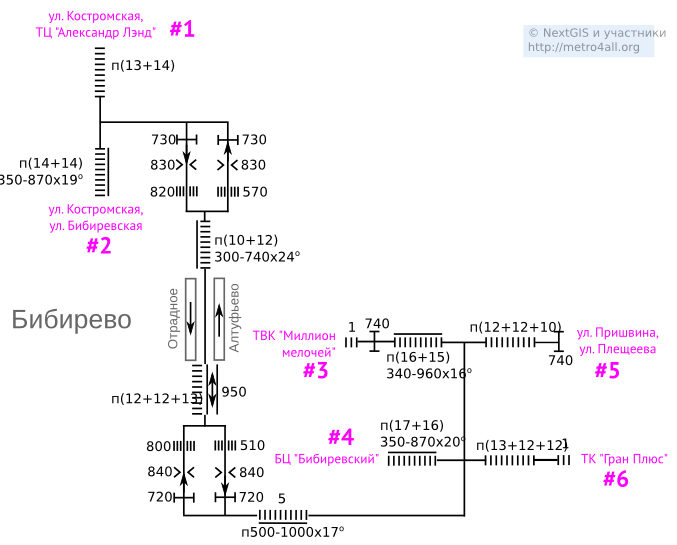 ул. Костромская,
ТЦ "Александр Лэнд"
#1
© NextGIS и участники
http://metro4all.org
п(13+14)
730
730
п(14+14)
830
830
350-870x19°
820
570
ул. Костромская,
ул. Бибиревская
#2
п(10+12)
300-740x24°
Отрадное
Алтуфьево
Бибирево
ТВК "Миллион
мелочей"
#3
1
740
п(12+12+10)
ул. Пришвина,
ул. Плещеева
#5
п(16+15)
740
340-960x16°
п(12+12+13)
950
п(17+16)
350-870x20°
#4
800
510
п(13+12+12)
1
БЦ "Бибиревский"
ТК "Гран Плюс"
#6
840
840
720
720
5
п500-1000x17°